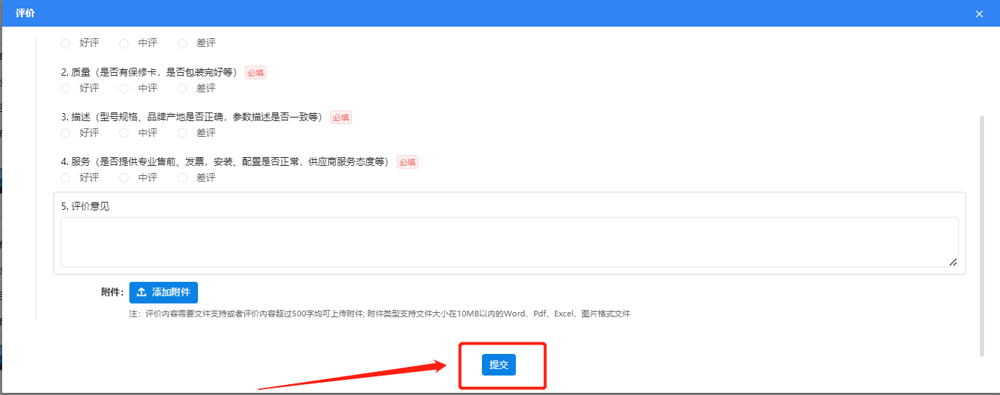 评价
好评 中评 差评
2. 质量（是否有保修卡，是否包装完好等） 必填
好评 中评 差评
3. 描述（型号规格、品牌产地是否正确，参数描述是否一致等） 必填
好评 中评 差评
4. 服务（是否提供专业售前、发票，安装、配置是否正常，供应商服务态度等） 必填
好评 中评 差评
5. 评价意见
附件： 添加附件
注：评价内容需要文件支持或者评价内容超过500字均可上传附件; 附件类型支持文件大小在10MB以内的Word、Pdf、Excel、图片格式文件
提交